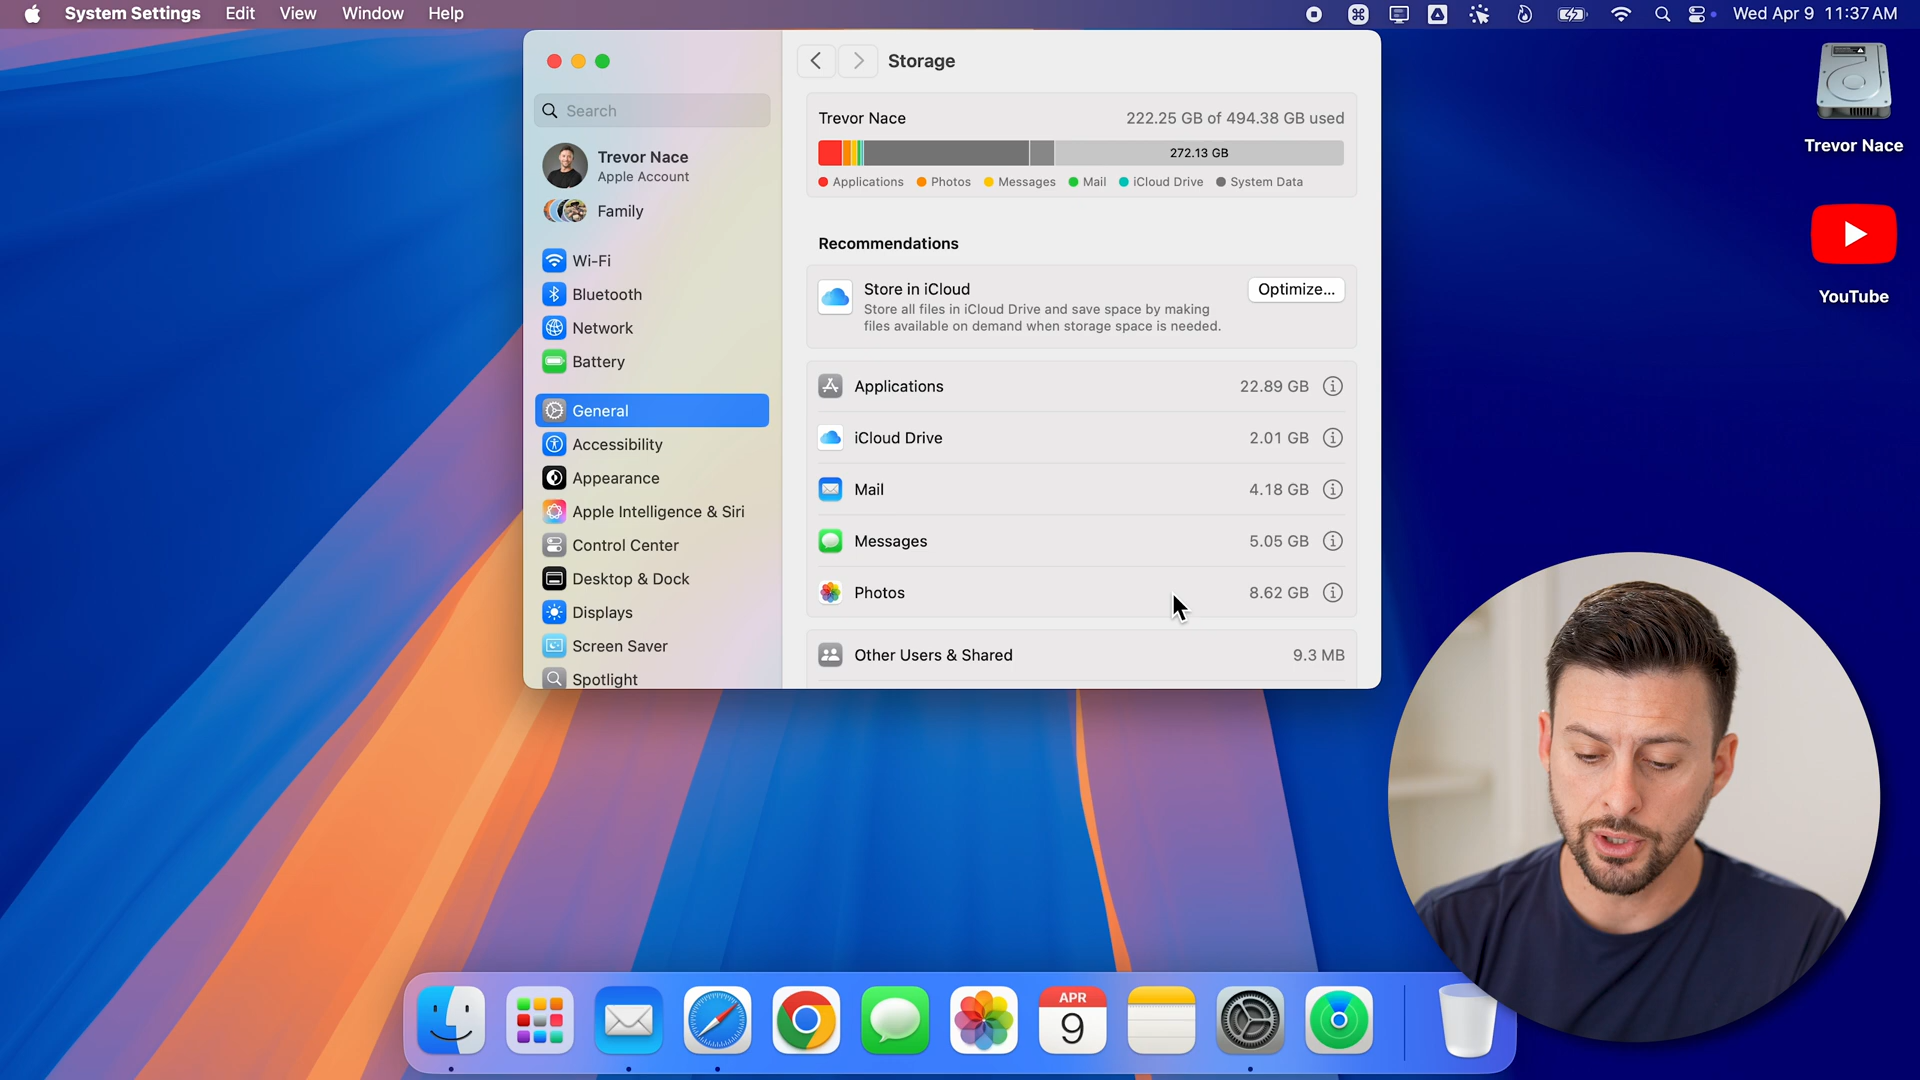 System Settings Edit View Window Help
Wed Apr 9 11:37 AM
Storage
Search
Trevor Nace
Apple Account
Family
Wi-Fi
Bluetooth
Network
Battery
General
Accessibility
Appearance
Apple Intelligence & Siri
Control Center
Desktop & Dock
Displays
Screen Saver
Spotlight
Trevor Nace 222.25 GB of 494.38 GB used
272.13 GB
Applications Photos Messages Mail iCloud Drive System Data
Recommendations
Store in iCloud
Optimize...
Store all files in iCloud Drive and save space by making
files available on demand when storage space is needed.
Applications 22.89 GB
iCloud Drive 2.01 GB
Mail 4.18 GB
Messages 5.05 GB
Photos 8.62 GB
Other Users & Shared 9.3 MB
Trevor Nace
YouTube
APR
9